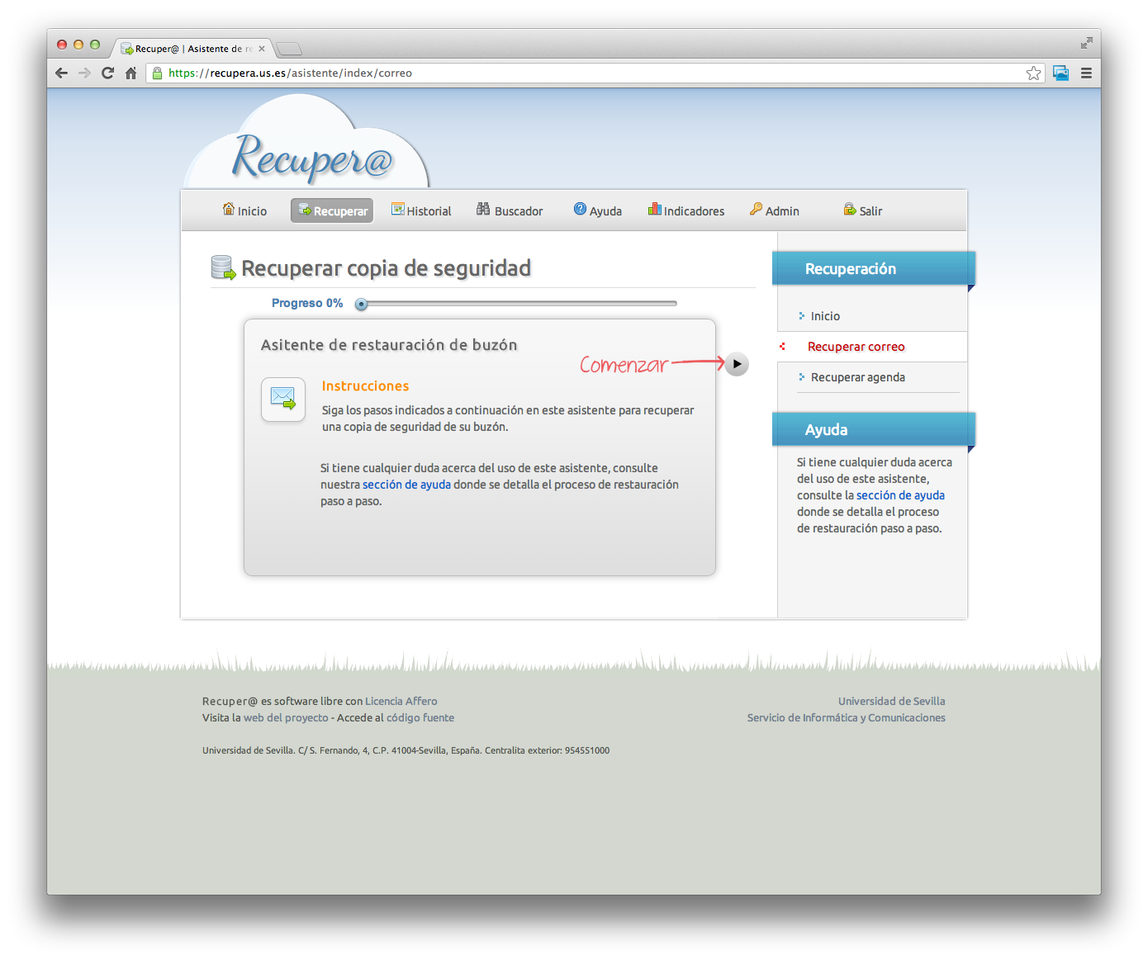 Recuper@ | Asistente de re
https://recupera.us.es/asistente/index/correo
Recuper@
Inicio
Recuperar
Historial
Buscador
Ayuda
Indicadores
Admin
Salir
Recuperar copia de seguridad
Progreso 0%
Asitente de restauración de buzón
Comenzar
Instrucciones
Siga los pasos indicados a continuación en este asistente para recuperar
una copia de seguridad de su buzón.
Si tiene cualquier duda acerca del uso de este asistente, consulte
nuestra sección de ayuda donde se detalla el proceso de restauración
paso a paso.
Recuperación
Inicio
Recuperar correo
Recuperar agenda
Ayuda
Si tiene cualquier duda acerca
del uso de este asistente,
consulte la sección de ayuda
donde se detalla el proceso
de restauración paso a paso.
Recuper@ es software libre con Licencia Affero
Visita la web del proyecto - Accede al código fuente
Universidad de Sevilla
Servicio de Informática y Comunicaciones
Universidad de Sevilla. C/ S. Fernando, 4, C.P. 41004-Sevilla, España. Centralita exterior: 954551000